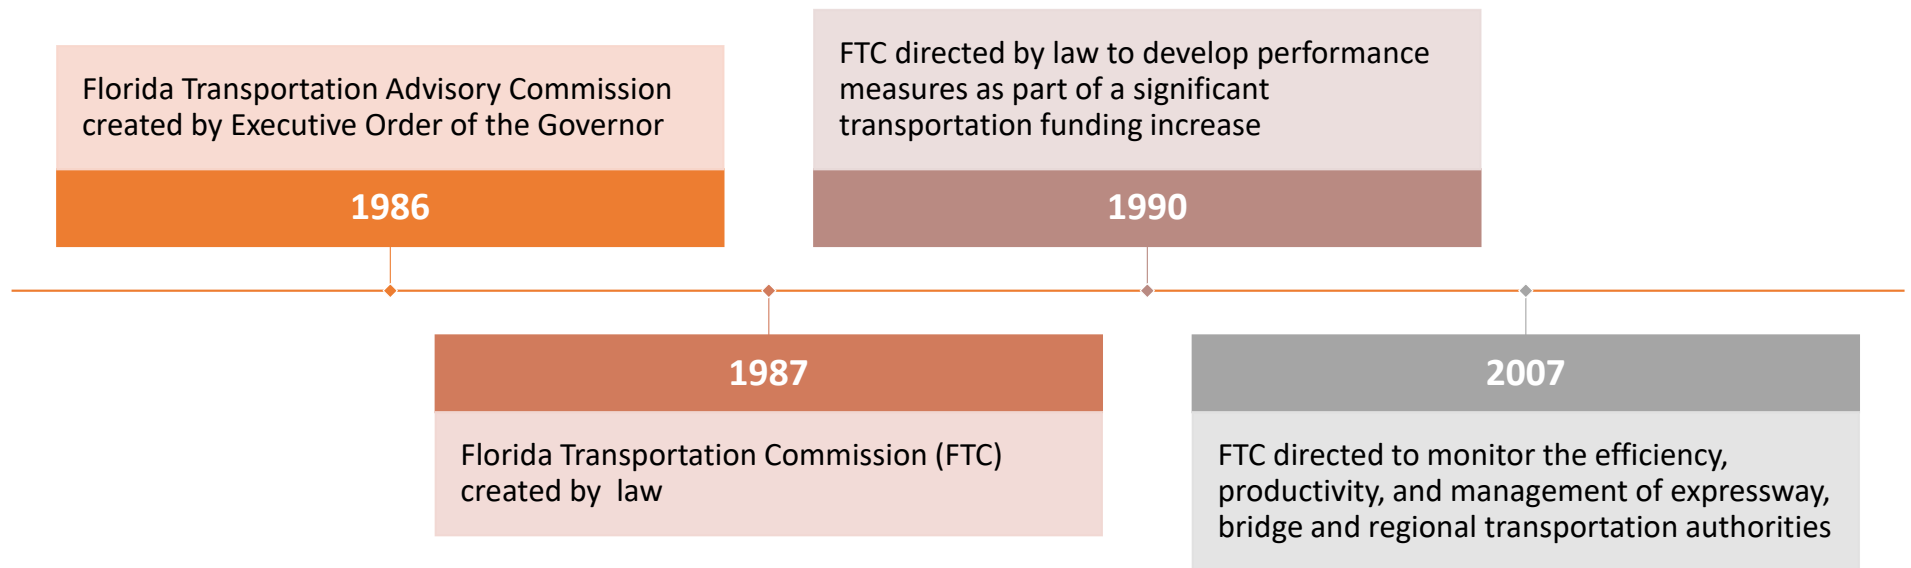 Florida Transportation Advisory Commission
created by Executive Order of the Governor
1986
1987
Florida Transportation Commission (FTC)
created by  law
FTC directed by law to develop performance
measures as part of a significant
transportation funding increase
1990
2007
FTC directed to monitor the efficiency,
productivity, and management of expressway,
bridge and regional transportation authorities